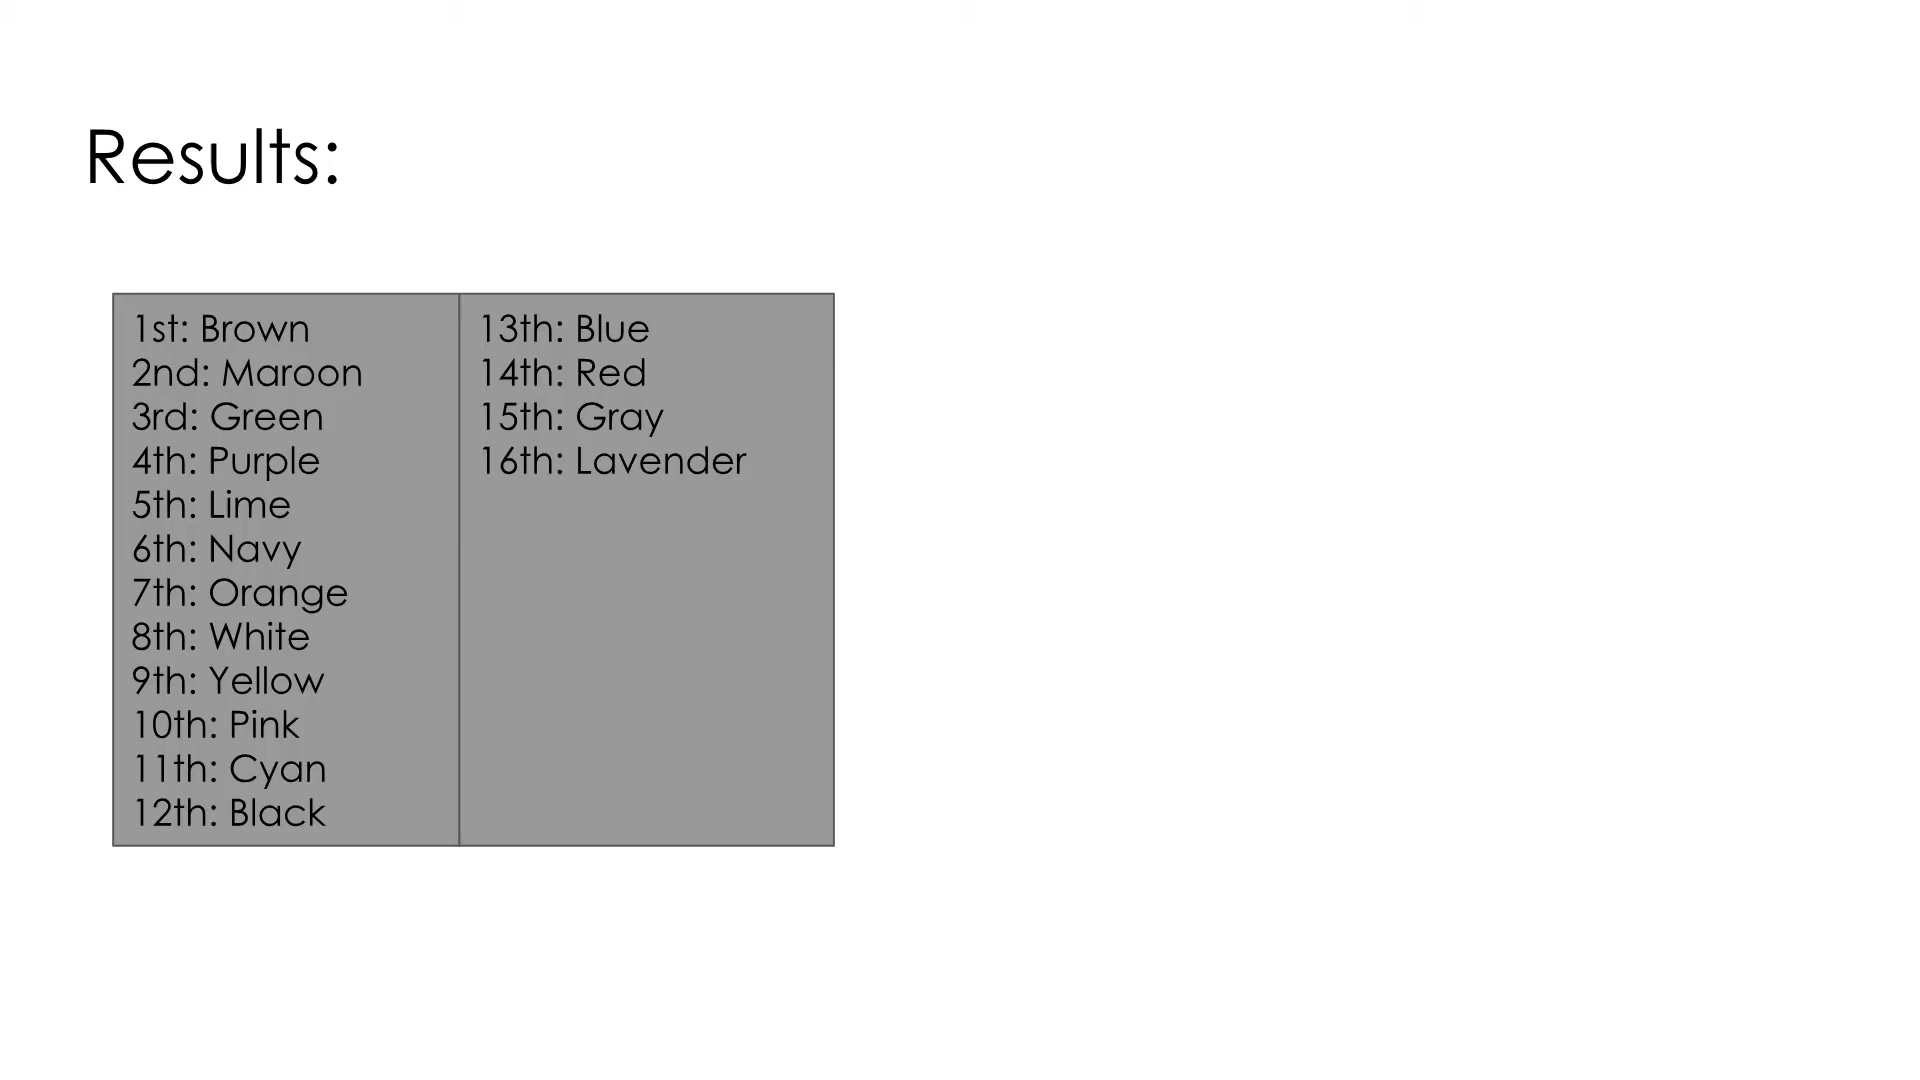 Results:
1st: Brown
2nd: Maroon
3rd: Green
4th: Purple
5th: Lime
6th: Navy
7th: Orange
8th: White
9th: Yellow
10th: Pink
11th: Cyan
12th: Black
13th: Blue
14th: Red
15th: Gray
16th: Lavender